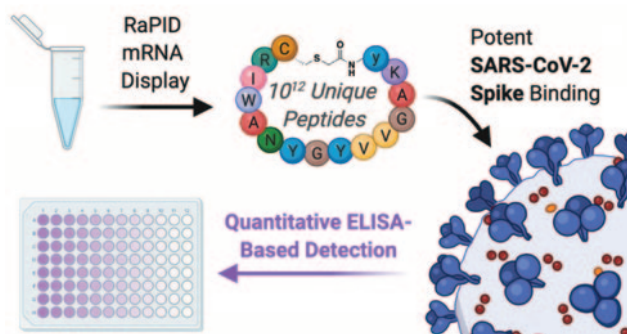 RaPID
mRNA
Display
y K A G V V Y G Y N A W I R C
S
O
N
H
10¹² Unique
Peptides
Potent
SARS-CoV-2
Spike Binding
Quantitative ELISA-
Based Detection